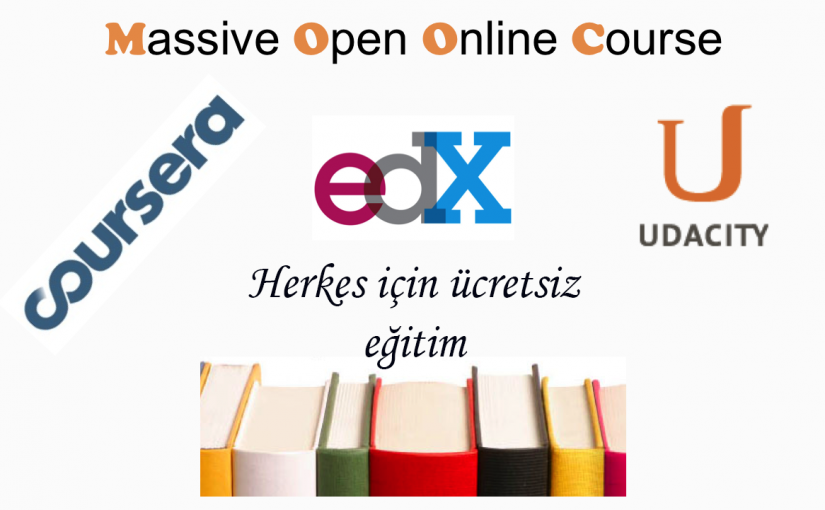 Massive Open Online Course
coursera
edX
UDACITY
Herkes için ücretsiz
eğitim